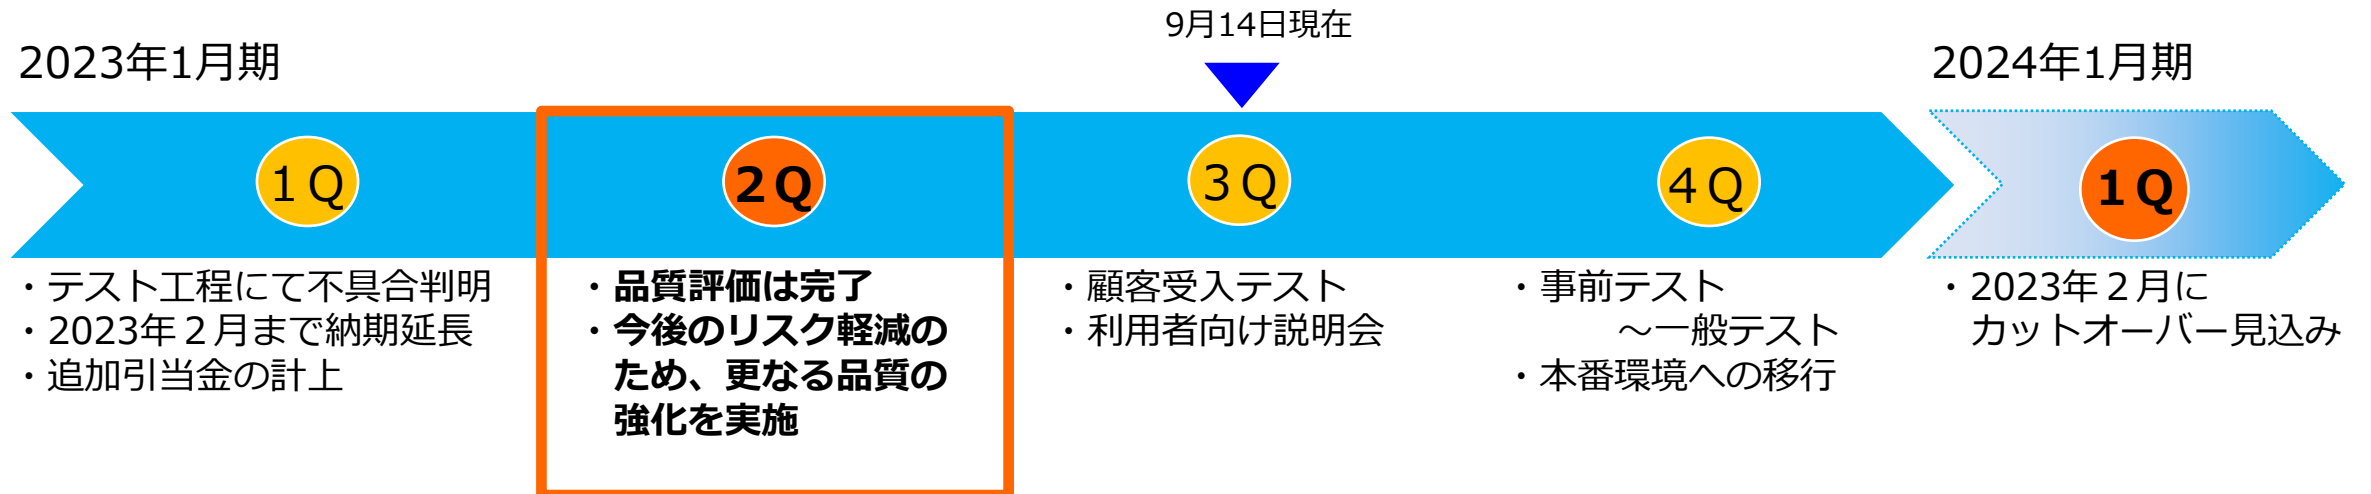 9月14日現在
2023年1月期
2024年1月期
１Q
２Q
３Q
４Q
１Q
・テスト工程にて不具合判明
・2023年２月まで納期延長
・追加引当金の計上
・品質評価は完了
・今後のリスク軽減の
ため、更なる品質の
強化を実施
・顧客受入テスト
・利用者向け説明会
・事前テスト
～一般テスト
・本番環境への移行
・2023年２月に
カットオーバー見込み